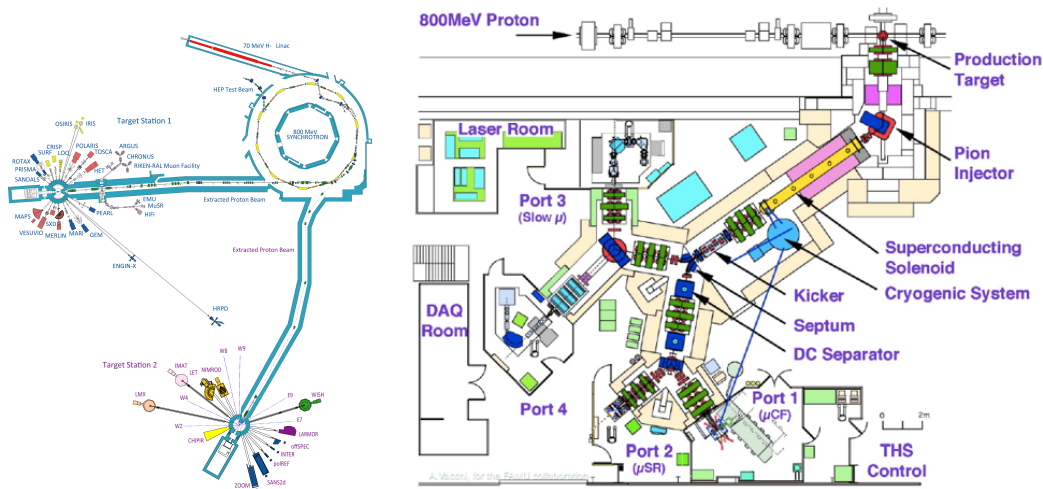 70 MeV H- Linac
HEP Test Beam
800 MeV
SYNCHROTRON
Target Station 1
OSIRIS
IRIS
POLARIS
TOSCA
CRISP
SURF
LOQ
ROTAX
PRISMA
SANDALS
HET
ARGUS
CHRONUS
RIKEN-RAL Muon Facility
Extracted Proton Beam
EMU
MuSR
HiFi
PEARL
MAPS
VESUVIO
SXD
MERLIN
MARI
GEM
ENGIN-X
HRPD
Extracted Proton Beam
Target Station 2
W8
W9
IMAT
LET
NIMROD
LMX
W4
W2
CHIPIR
E9
WISH
E7
LARMOR
offSPEC
INTER
polREF
SANS2d
ZOOM
800MeV Proton
Production
Target
Laser Room
Pion
Injector
Port 3
(Slow μ)
Superconducting
Solenoid
Kicker
Cryogenic System
DAQ
Room
Septum
DC Separator
Port 4
Port 1
(μCF)
Port 2
(μSR)
0 2m
THS
Control
A.Vacchi, for the FAMU collaboration